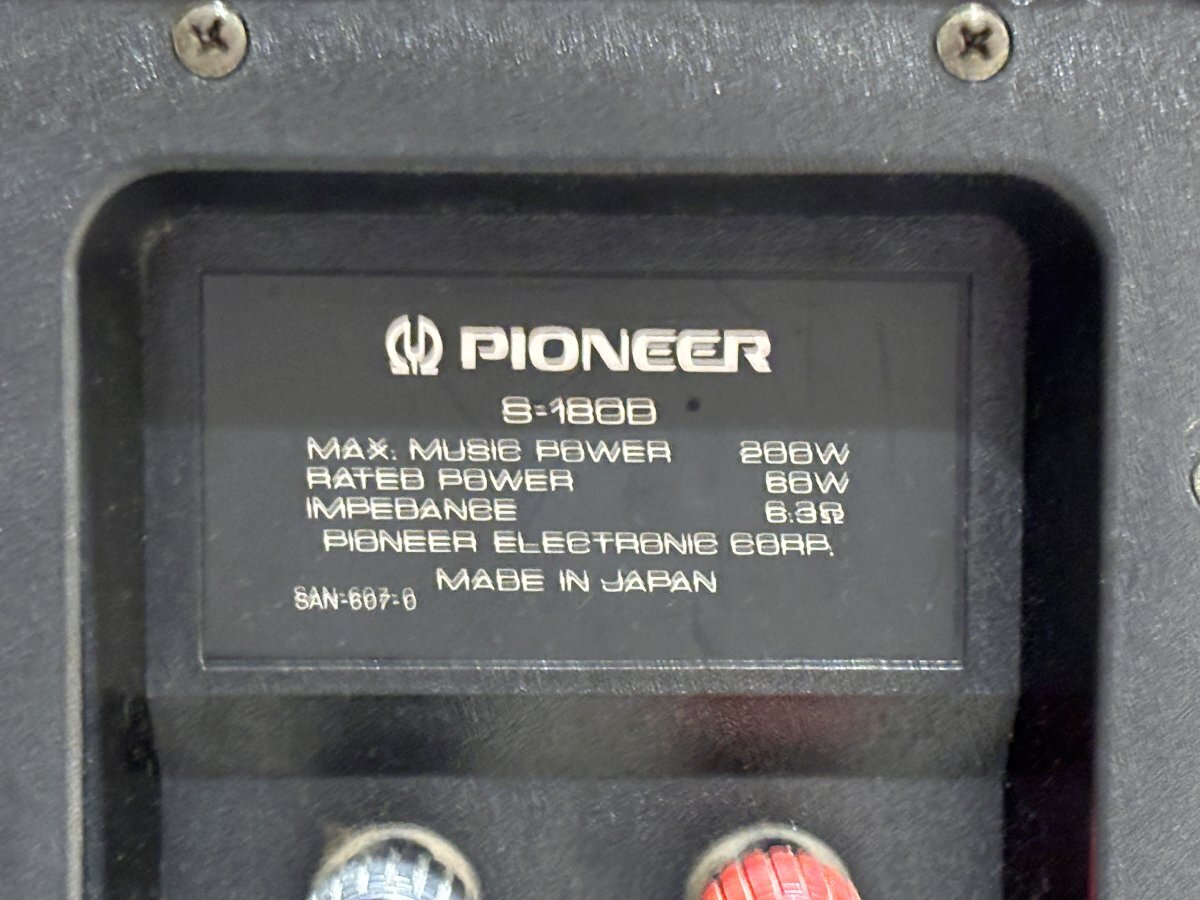 PIONEER
S-180D
MAX. MUSIC POWER 200W
RATED POWER 60W
IMPEDANCE 6.3Ω
PIONEER ELECTRONIC CORP.
MADE IN JAPAN
SAN-607-0